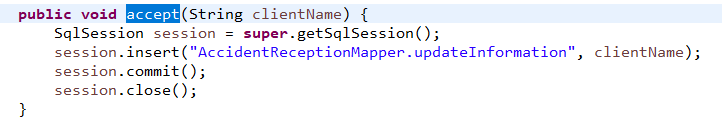 public void accept(String clientName) {
SqlSession session = super.getSqlSession();
session.insert("AccidentReceptionMapper.updateInformation", clientName);
session.commit();
session.close();
}